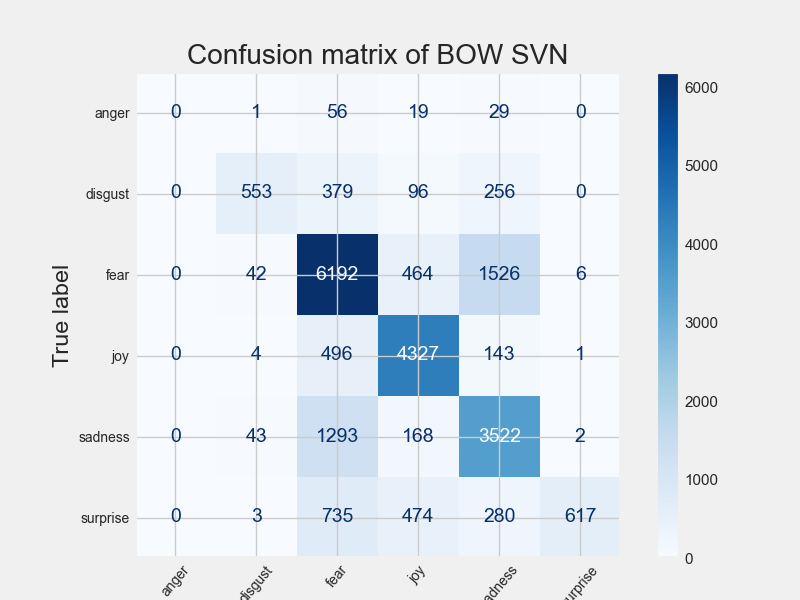 Confusion matrix of BOW SVN
True label
anger 0 1 56 19 29 0
disgust 0 553 379 96 256 0
fear 0 42 6192 464 1526 6
joy 0 4 496 4327 143 1
sadness 0 43 1293 168 3522 2
surprise 0 3 735 474 280 617
anger disgust fear joy adness urprise
6000
5000
4000
3000
2000
1000
0